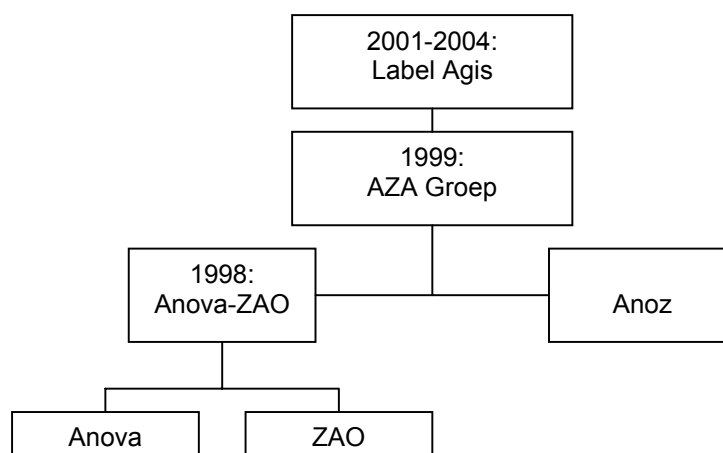 2001-2004:
Label Agis
1999:
AZA Groep
1998:
Anova-ZAO
Anoz
Anova
ZAO